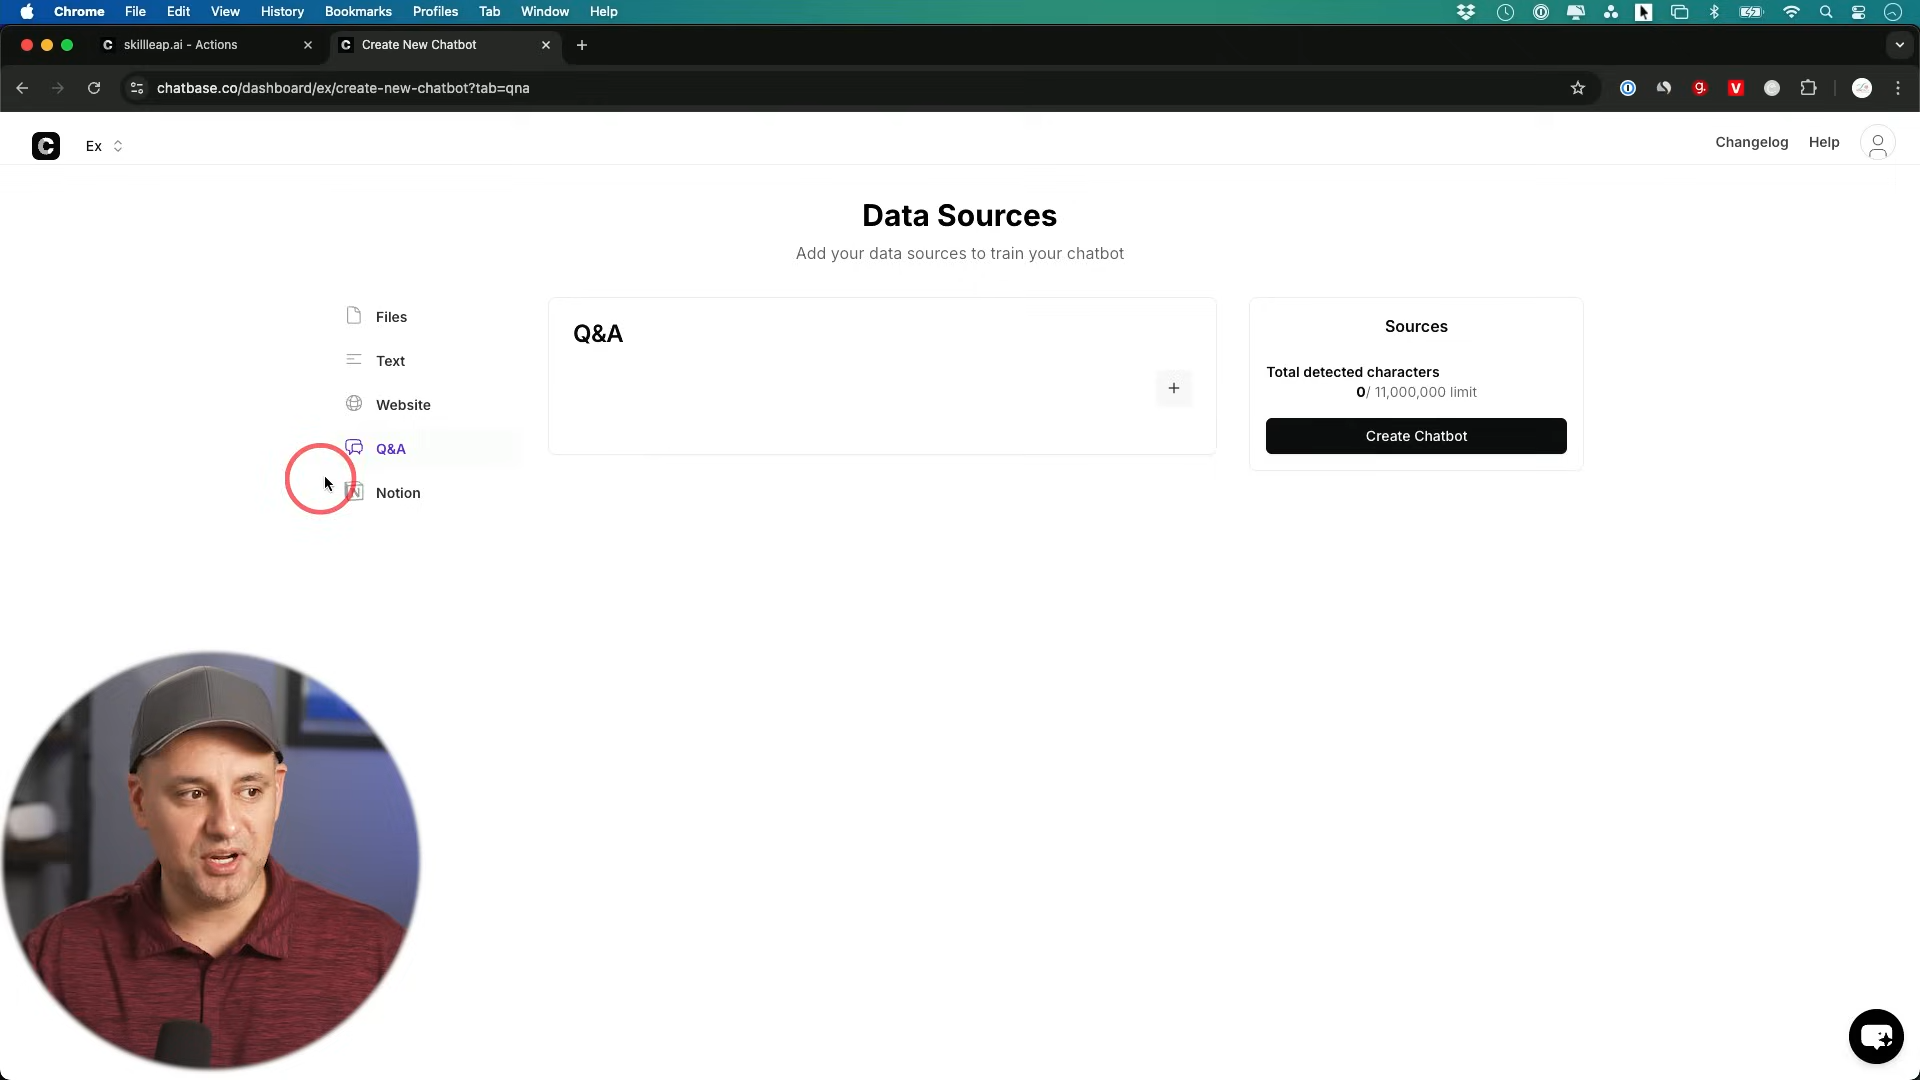 Chrome File Edit View History Bookmarks Profiles Tab Window Help
skillleap.ai - Actions
Create New Chatbot
chatbase.co/dashboard/ex/create-new-chatbot?tab=qna
Ex
Changelog Help
Data Sources
Add your data sources to train your chatbot
Files
Text
Website
Q&A
Notion
Q&A
Sources
Total detected characters
0/ 11,000,000 limit
Create Chatbot